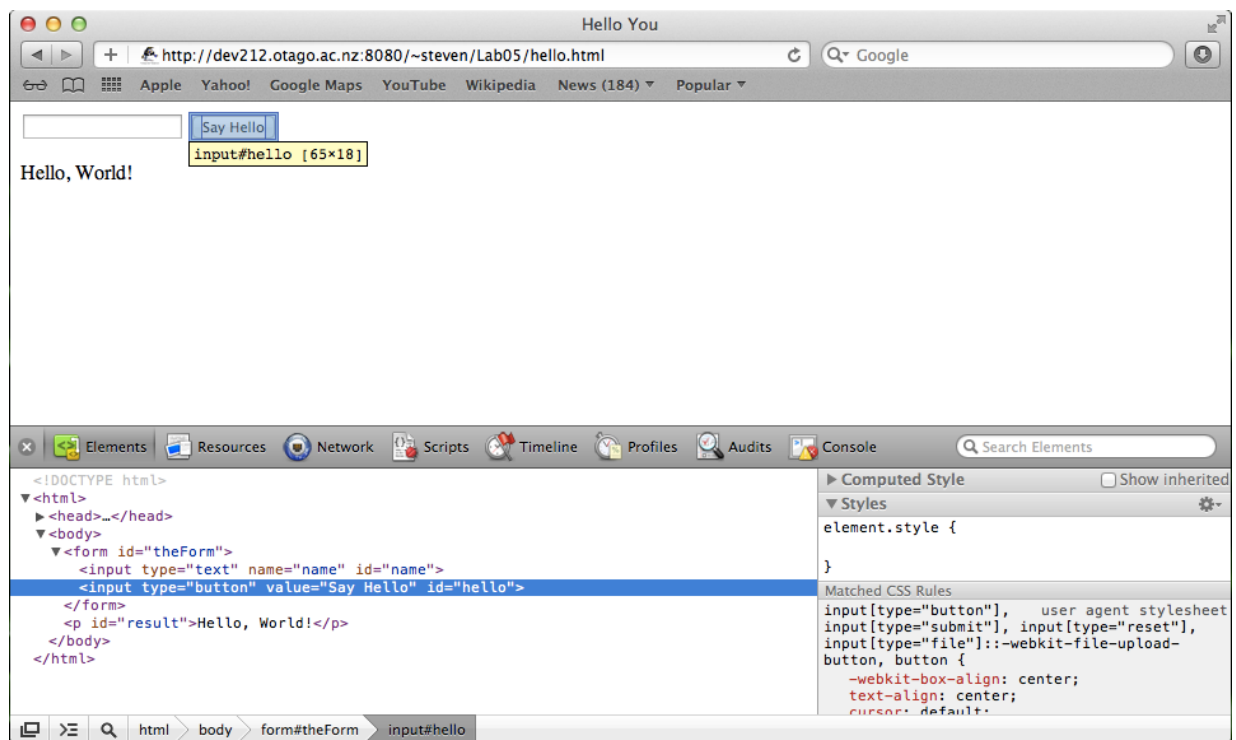 Hello You
http://dev212.otago.ac.nz:8080/~steven/Lab05/hello.html
Google
Apple Yahoo! Google Maps YouTube Wikipedia News (184) ▾ Popular ▾
Say Hello
input#hello [65×18]
Hello, World!
Elements Resources Network Scripts Timeline Profiles Audits Console Search Elements
<!DOCTYPE html>
▼<html>
▶<head>…</head>
▼<body>
▼<form id="theForm">
<input type="text" name="name" id="name">
<input type="button" value="Say Hello" id="hello">
</form>
<p id="result">Hello, World!</p>
</body>
</html>
▶ Computed Style Show inherited
▼ Styles
element.style {
}
Matched CSS Rules
input[type="button"], user agent stylesheet
input[type="submit"], input[type="reset"],
input[type="file"]::-webkit-file-upload-
button, button {
-webkit-box-align: center;
text-align: center;
cursor: default;
html body form#theForm input#hello